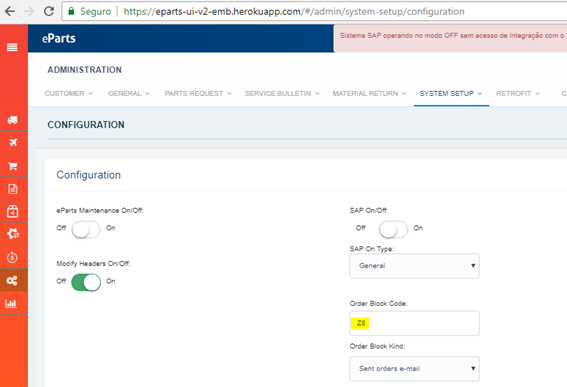 Seguro | https://eparts-ui-v2-emb.herokuapp.com/#/admin/system-setup/configuration
eParts
Sistema SAP operando no modo OFF sem acesso de Integração com o
ADMINISTRATION
CUSTOMER GENERAL PARTS REQUEST SERVICE BULLETIN MATERIAL RETURN SYSTEM SETUP RETROFIT C
CONFIGURATION
Configuration
eParts Maintenance On/Off: SAP On/Off:
Off On Off On
SAP On Type:
Modify Headers On/Off: General
Off On
Order Block Code:
Order Block Kind:
Sent orders e-mail